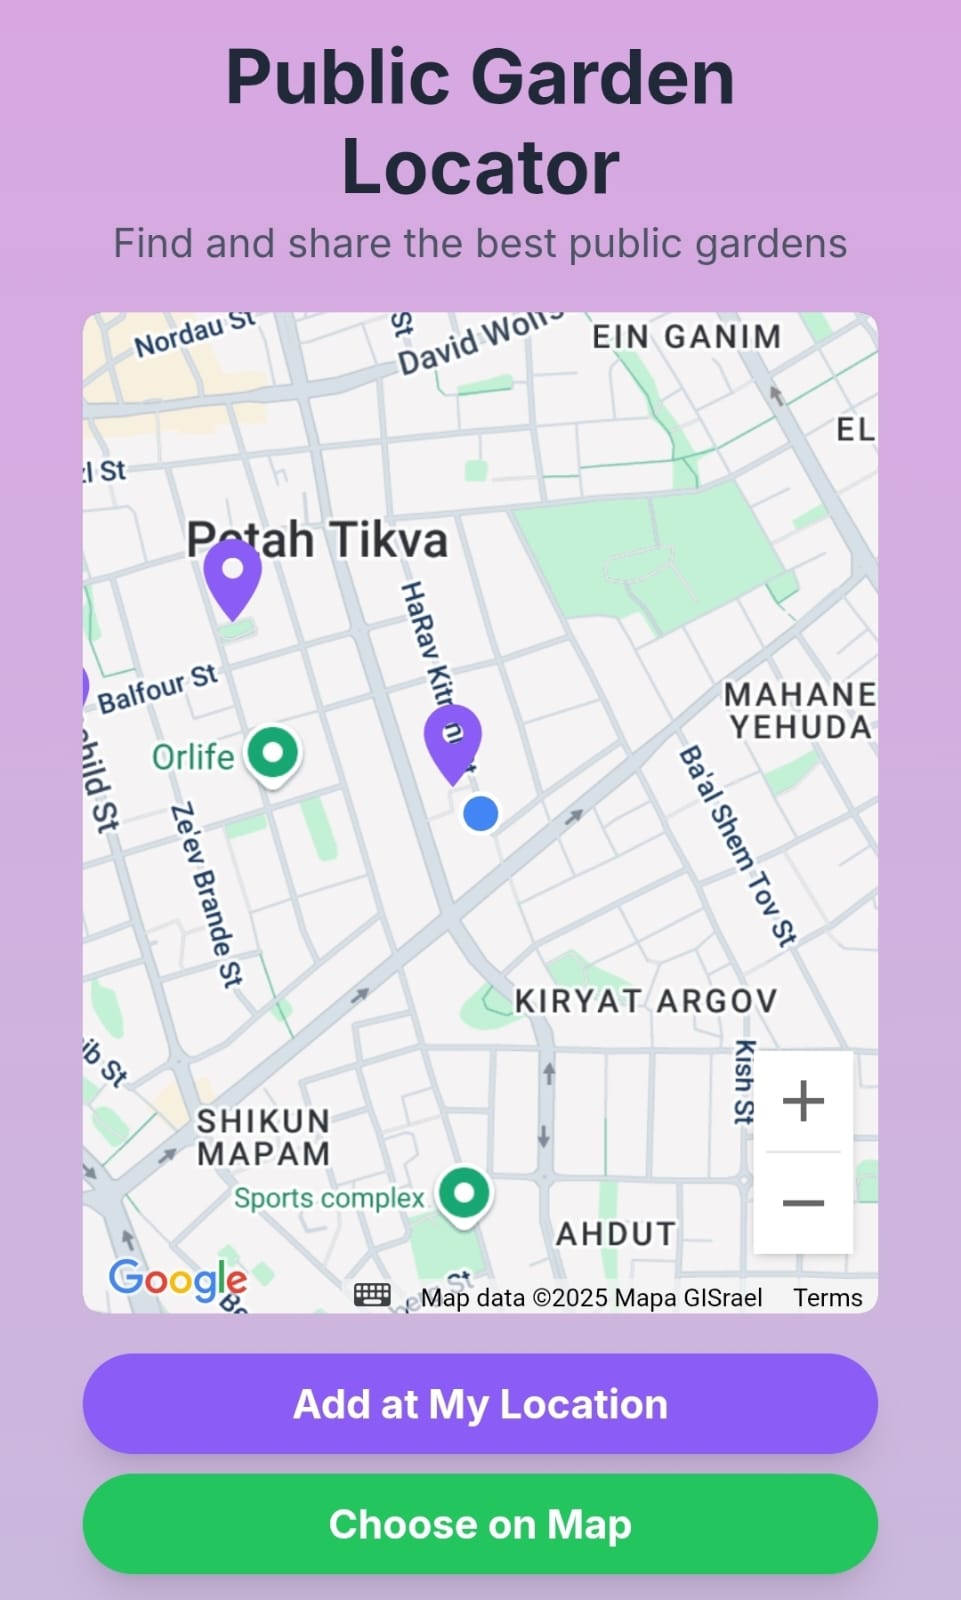 Public Garden
Locator
Find and share the best public gardens
Nordau St
St
David Wolfs
EIN GANIM
EL
St
Petah Tikva
HaRav
Balfour St
MAHANE
YEHUDA
Orlife
St
Ba'al Shem Tov St
Ze'ev Brande St
KIRYAT ARGOV
St
Kish St
SHIKUN
MAPAM
Sports complex
AHDUT
Google
St
Map data ©2025 Mapa GISrael
Terms
Add at My Location
Choose on Map